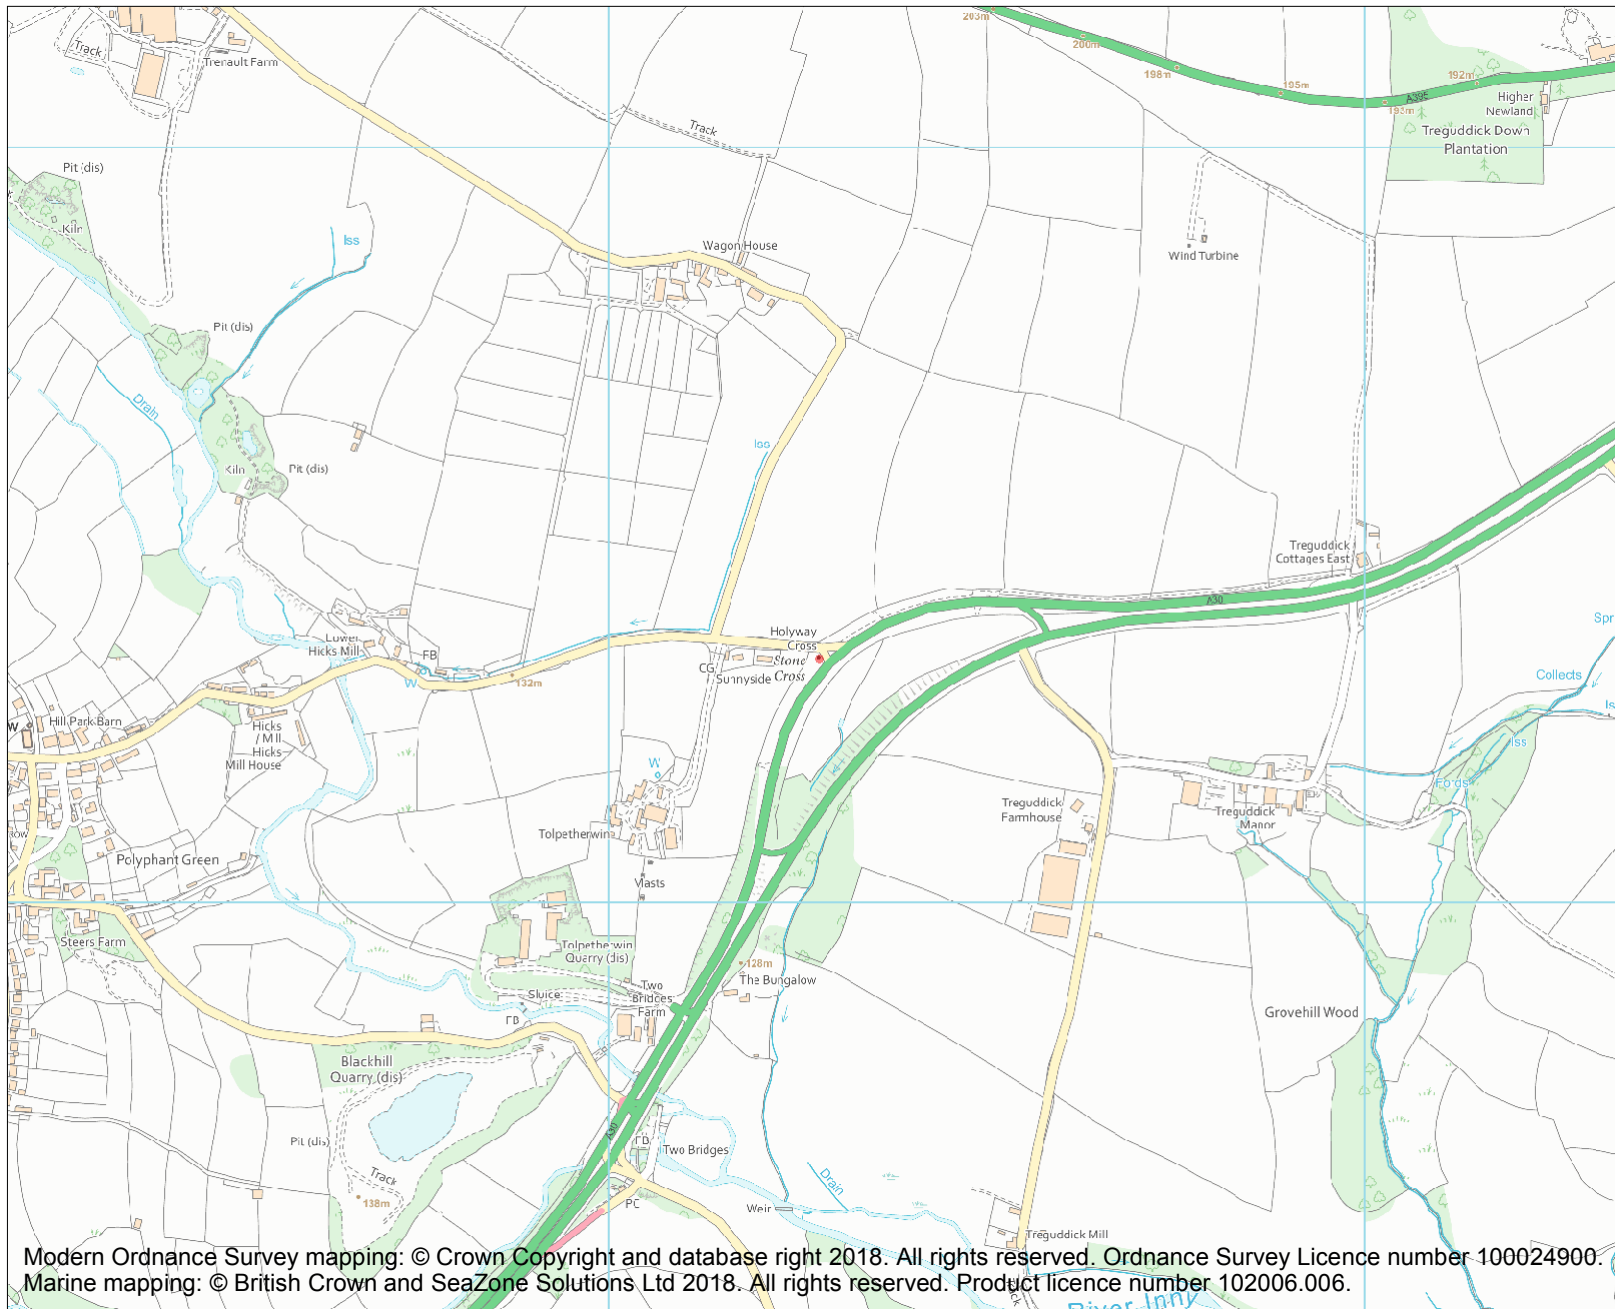 203m
200m
198m
195m
193m
A395
192m
Higher
Newland
Treguddick Down
Plantation
Track
Trenault Farm
Track
Pit (dis)
Kiln
Iss
Wagon House
Wind Turbine
Pit (dis)
Drain
Kiln
Pit (dis)
Iss
Treguddick
Cottages East
A30
Spr
Lower
Hicks Mill
FB
W
132m
Holyway
Cross
Stone
Cross
CG
Sunnyside
Collects
Is
Iss
Fords
W
Hill Park Barn
Hicks
Mill
Hicks
Mill House
W
Treguddick
Farmhouse
Treguddick
Manor
Tolpetherwin
Polyphant Green
Masts
Steers Farm
Tolpetherwin
Quarry (dis)
128m
The Bungalow
Two
Bridges
Farm
Sluice
FB
Grovehill Wood
Blackhill
Quarry (dis)
Pit (dis)
Track
138m
A30
FB
Two Bridges
PC
Weir
Drain
Treguddick Mill
Track
River Inny
Modern Ordnance Survey mapping: © Crown Copyright and database right 2018. All rights reserved. Ordnance Survey Licence number 100024900.
Marine mapping: © British Crown and SeaZone Solutions Ltd 2018. All rights reserved. Product licence number 102006.006.